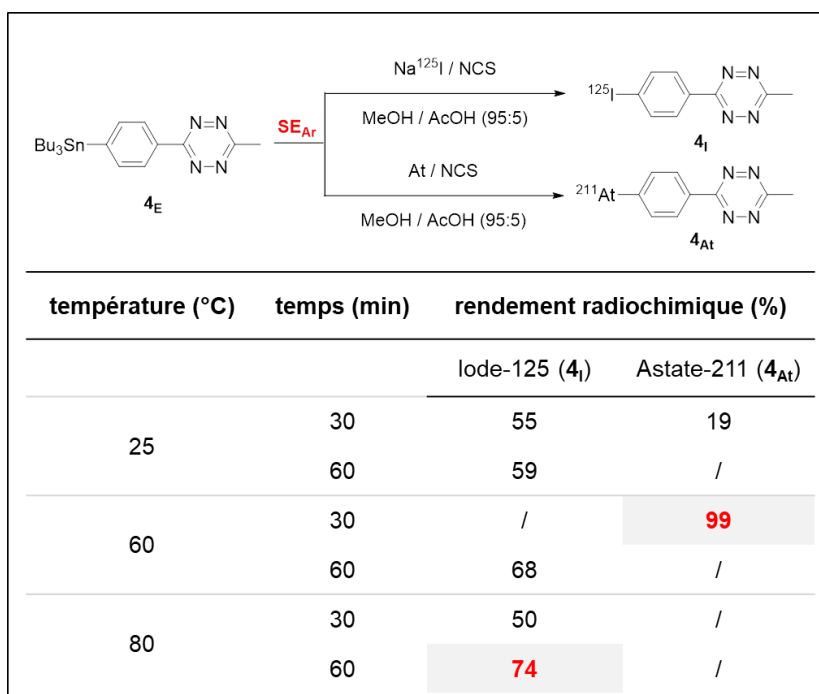 Na¹²⁵I / NCS
MeOH / AcOH (95:5)
¹²⁵I
N N
N N
4I
Bu₃Sn
N N
N N
4E
SEAr
At / NCS
MeOH / AcOH (95:5)
²¹¹At
N N
N N
4At
température (°C) temps (min) rendement radiochimique (%)
Iode-125 (4I) Astate-211 (4At)
25
30 55 19
60 59 /
60
30 / 99
60 68 /
80
30 50 /
60 74 /